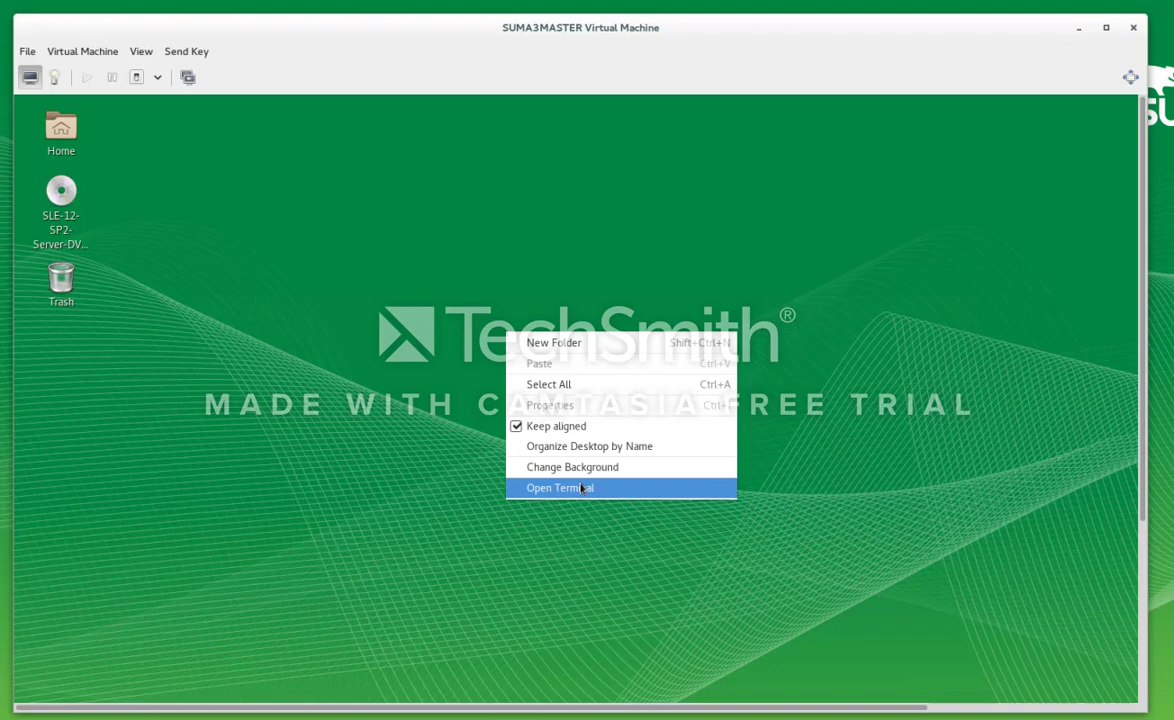 SUMA3MASTER Virtual Machine
File Virtual Machine View Send Key
Home
SLE-12-
SP2-
Server-DV...
Trash
TechSmith®
MADE WITH CAMTASIA FREE TRIAL
New Folder Shift+Ctrl+N
Paste Ctrl+V
Select All Ctrl+A
Properties
Keep aligned
Organize Desktop by Name
Change Background
Open Terminal